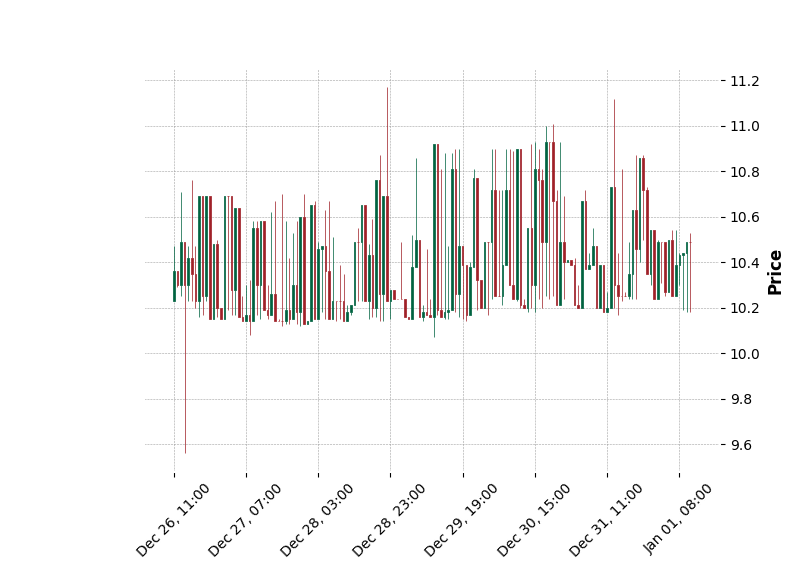 11.2
11.0
10.8
10.6
10.4
10.2
10.0
9.8
9.6
Price
Dec 26, 11:00
Dec 27, 07:00
Dec 28, 03:00
Dec 28, 23:00
Dec 29, 19:00
Dec 30, 15:00
Dec 31, 11:00
Jan 01, 08:00